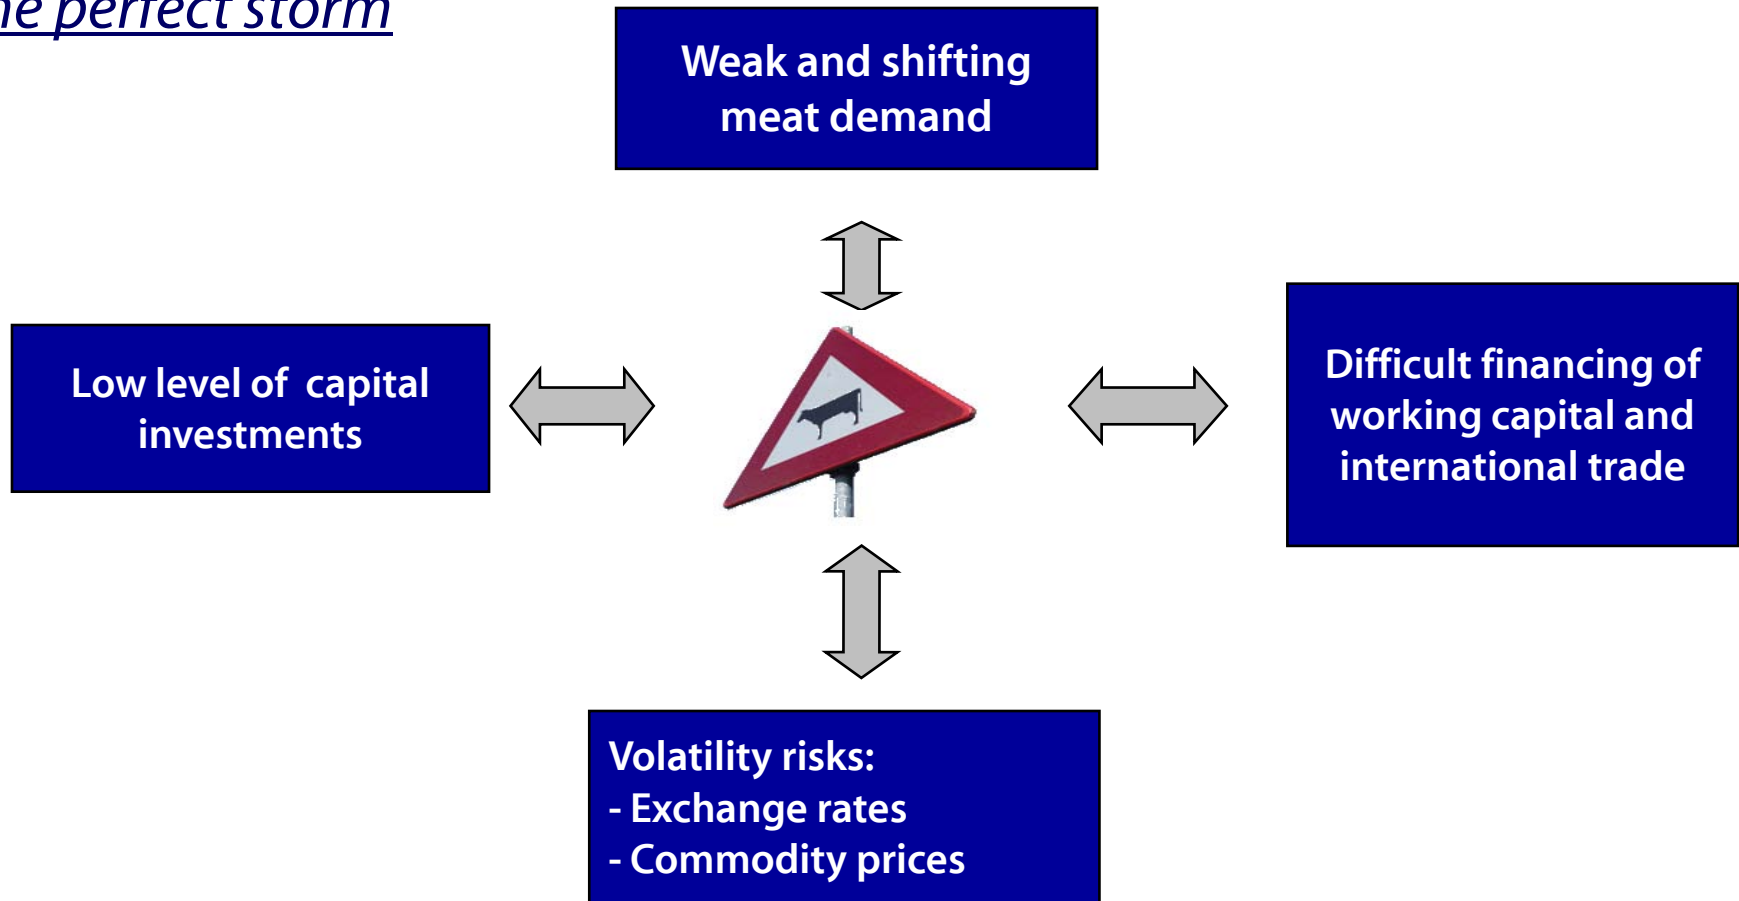 he perfect storm
Weak and shifting
meat demand
Low level of capital
investments
Difficult financing of
working capital and
international trade
Volatility risks:
- Exchange rates
- Commodity prices